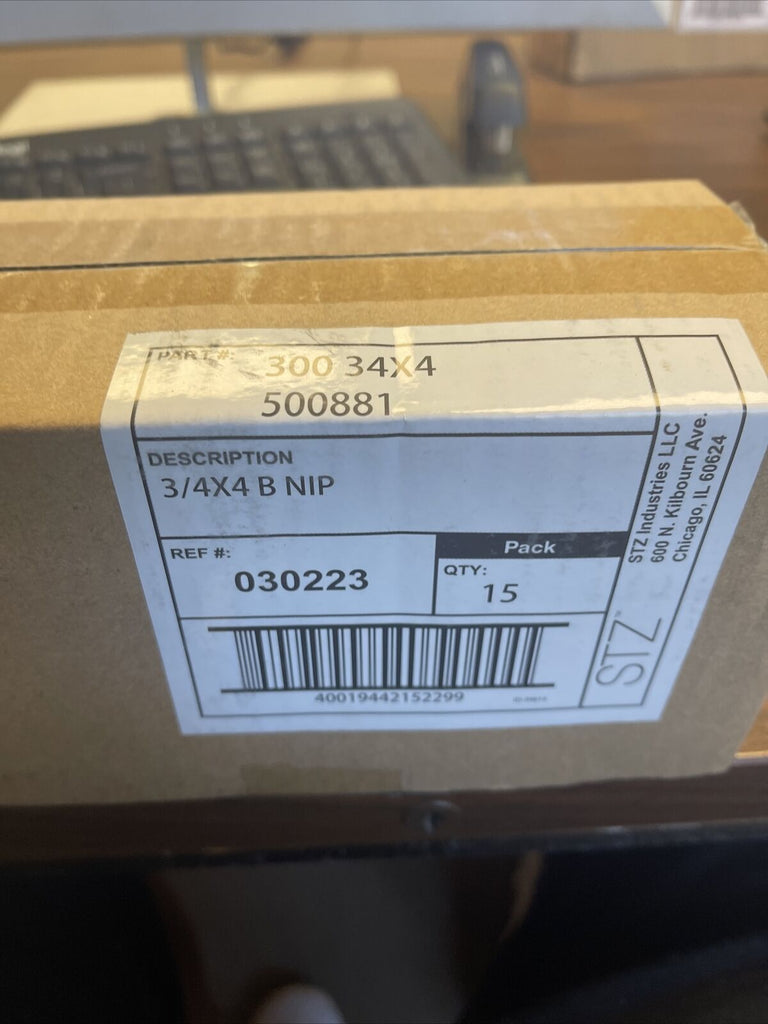 PART #: 300 34X4
500881
DESCRIPTION
3/4X4 B NIP
REF #:
030223
Pack
QTY:
15
40019442152299
STZ Industries LLC
600 N. Kilbourn Ave.
Chicago, IL 60624
STZ